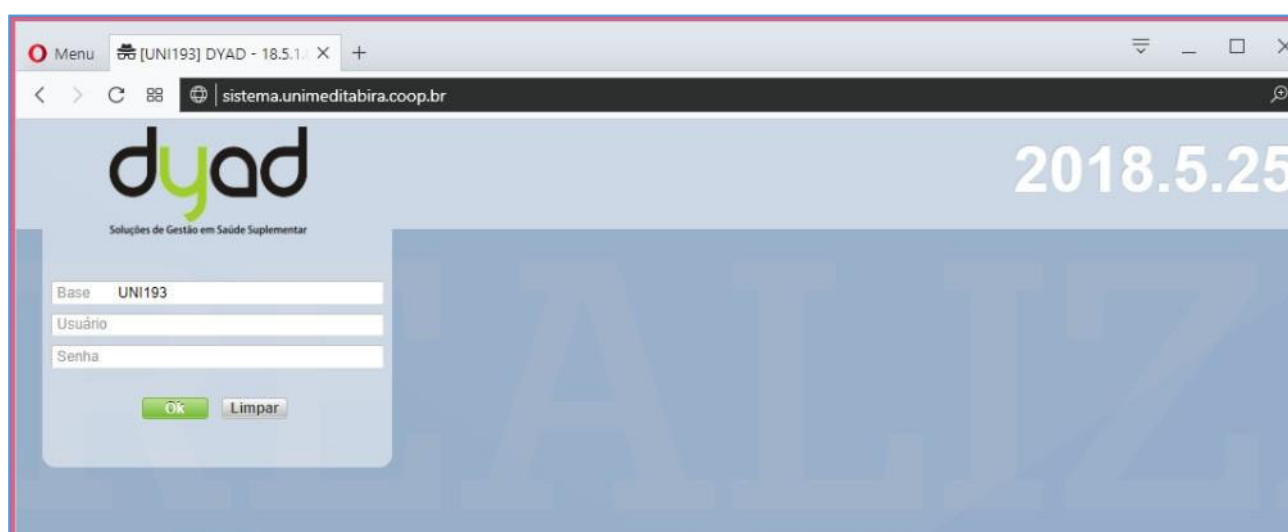 Menu [UNI193] DYAD - 18.5.1.
sistema.unimeditabira.coop.br
dyad
2018.5.25
Soluções de Gestão em Saúde Suplementar
Base UNI193
Usuário
Senha
Ok Limpar
REALIZ